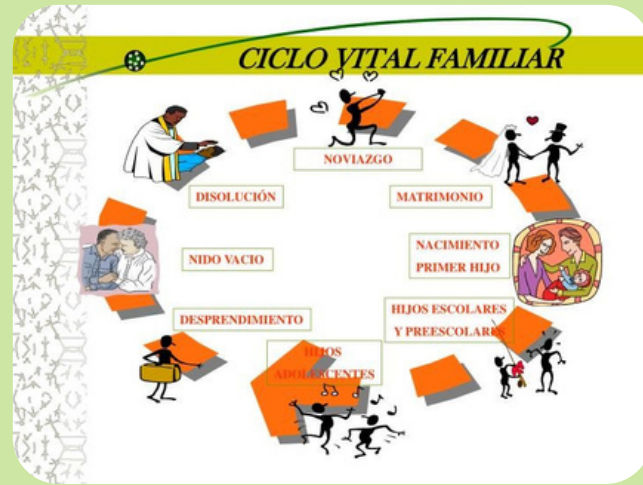 CICLO VITAL FAMILIAR
NOVIAZGO
MATRIMONIO
NACIMIENTO
PRIMER HIJO
HIJOS ESCOLARES
Y PREESCOLARES
HIJOS
ADOLESCENTES
DESPRENDIMIENTO
NIDO VACIO
DISOLUCIÓN